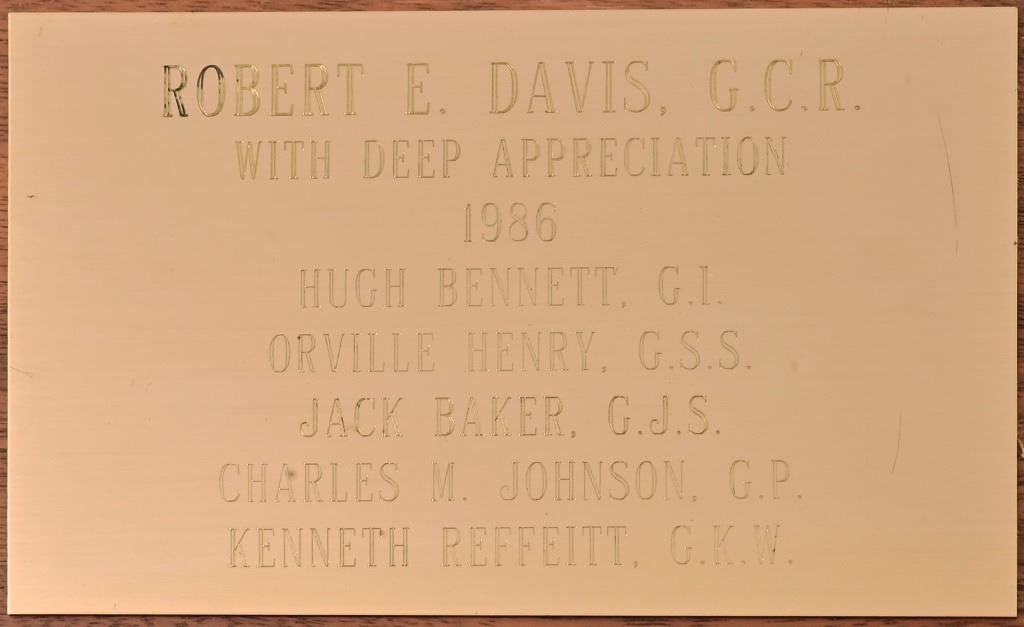 ROBERT E. DAVIS, G.C.R.
WITH DEEP APPRECIATION
1986
HUGH BENNETT, G.I.
ORVILLE HENRY, G.S.S.
JACK BAKER, G.J.S.
CHARLES M. JOHNSON, G.P.
KENNETH REFFEITT, G.K.W.